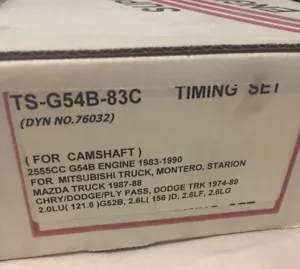 TS-G54B-83C TIMING SET
(DYN NO.76032)
( FOR CAMSHAFT )
2555CC G54B ENGINE 1983-1990
FOR MITSUBISHI TRUCK, MONTERO, STARION
MAZDA TRUCK 1987-88
CHRY/DODGE/PLY PASS, DODGE TRK 1974-89
2.0LU( 121.8 )G52B, 2.6L( 156 )D, 2.6LF, 2.6LG